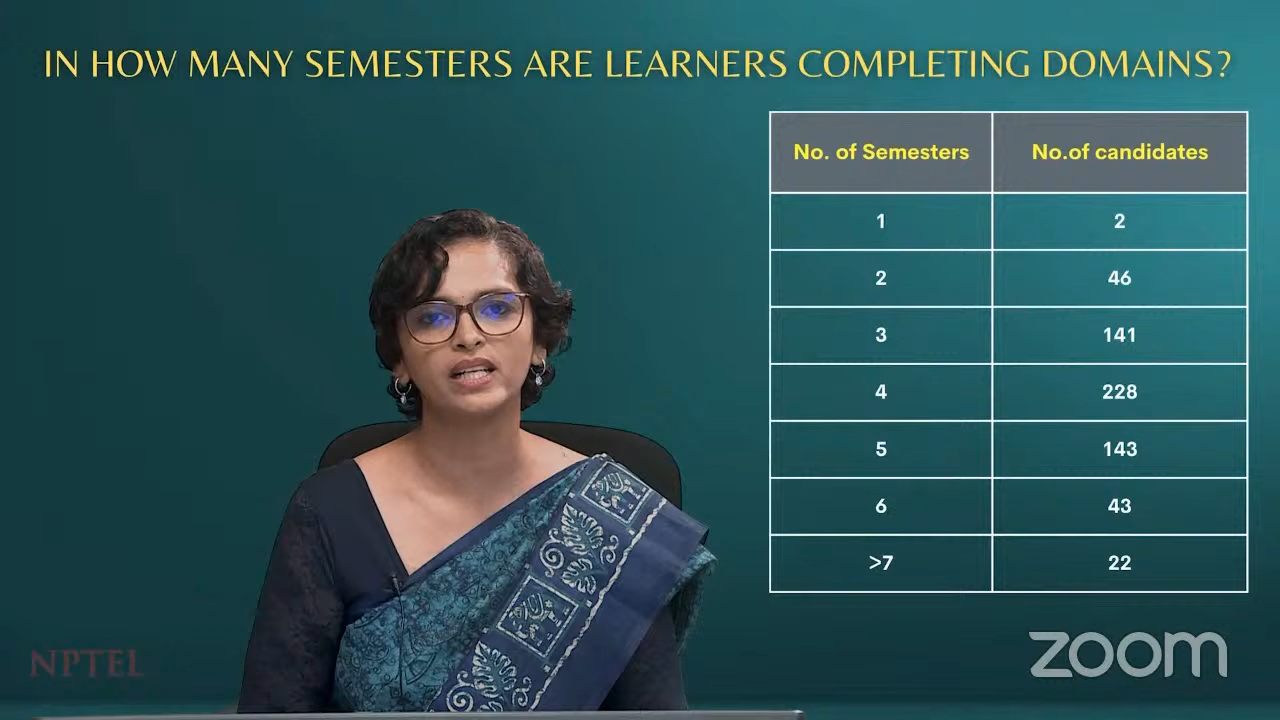 IN HOW MANY SEMESTERS ARE LEARNERS COMPLETING DOMAINS?
No. of Semesters No.of candidates
1 2
2 46
3 141
4 228
5 143
6 43
>7 22
NPTEL
zoom